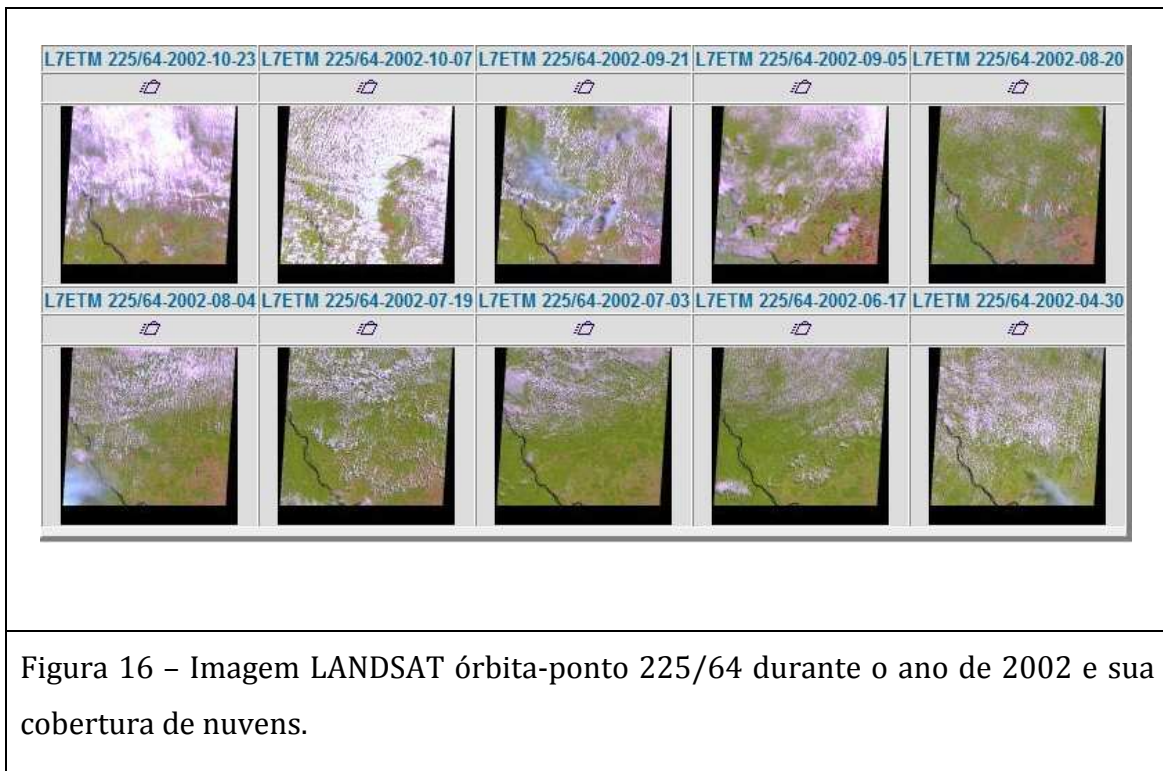 L7ETM 225/64-2002-10-23 L7ETM 225/64-2002-10-07 L7ETM 225/64-2002-09-21 L7ETM 225/64-2002-09-05 L7ETM 225/64-2002-08-20
L7ETM 225/64-2002-08-04 L7ETM 225/64-2002-07-19 L7ETM 225/64-2002-07-03 L7ETM 225/64-2002-06-17 L7ETM 225/64-2002-04-30
Figura 16 – Imagem LANDSAT órbita-ponto 225/64 durante o ano de 2002 e sua
cobertura de nuvens.